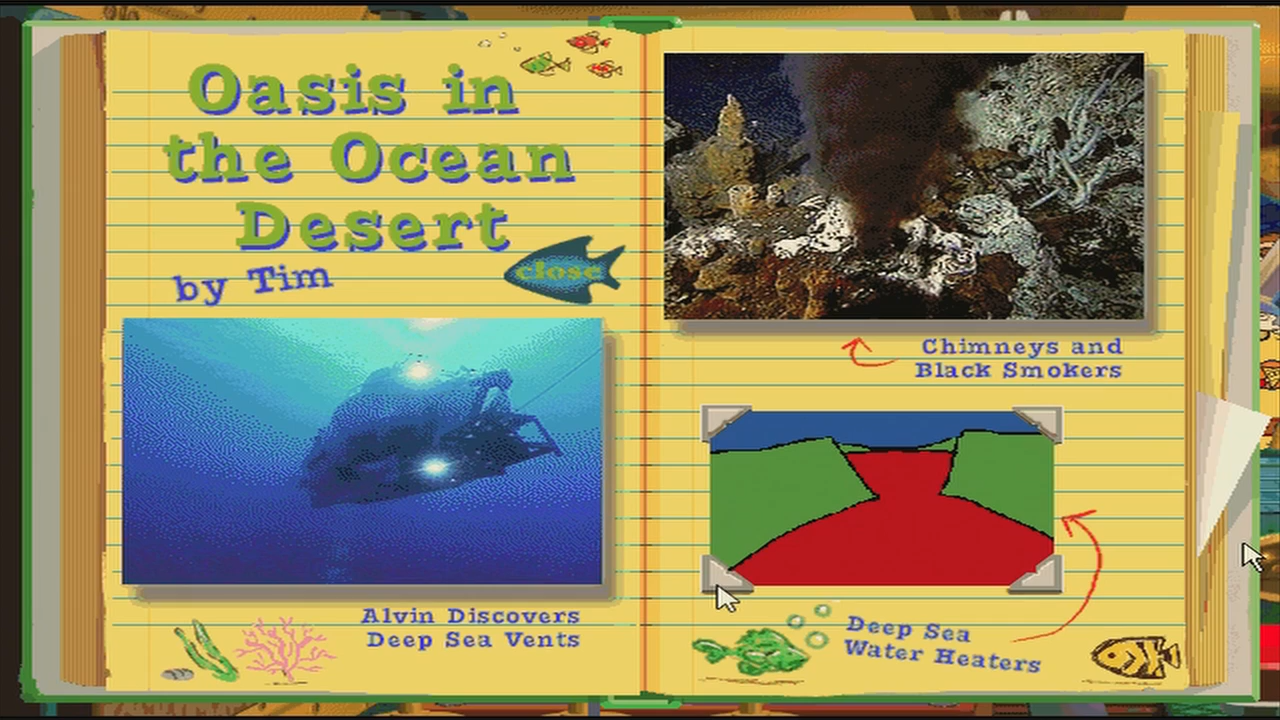 Oasis in
the Ocean
Desert
by Tim
close
Alvin Discovers
Deep Sea Vents
Chimneys and
Black Smokers
Deep Sea
Water Heaters